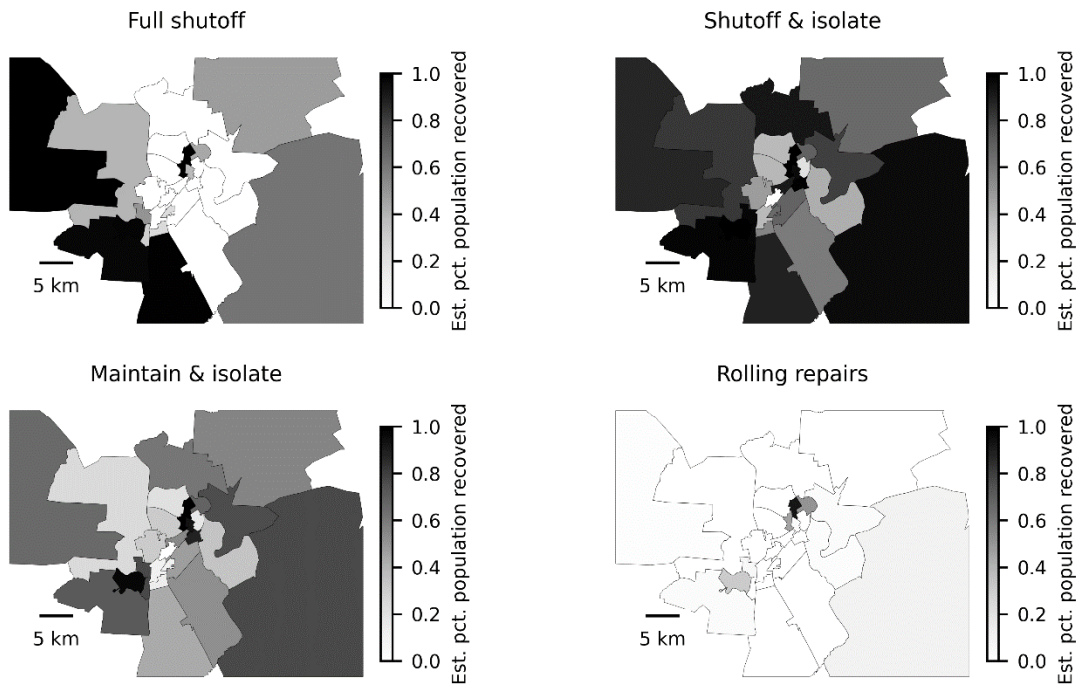 Full shutoff
1.0
0.8
0.6
0.4
0.2
0.0
Est. pct. population recovered
5 km
Shutoff & isolate
1.0
0.8
0.6
0.4
0.2
0.0
Est. pct. population recovered
5 km
Maintain & isolate
1.0
0.8
0.6
0.4
0.2
0.0
Est. pct. population recovered
5 km
Rolling repairs
1.0
0.8
0.6
0.4
0.2
0.0
Est. pct. population recovered
5 km